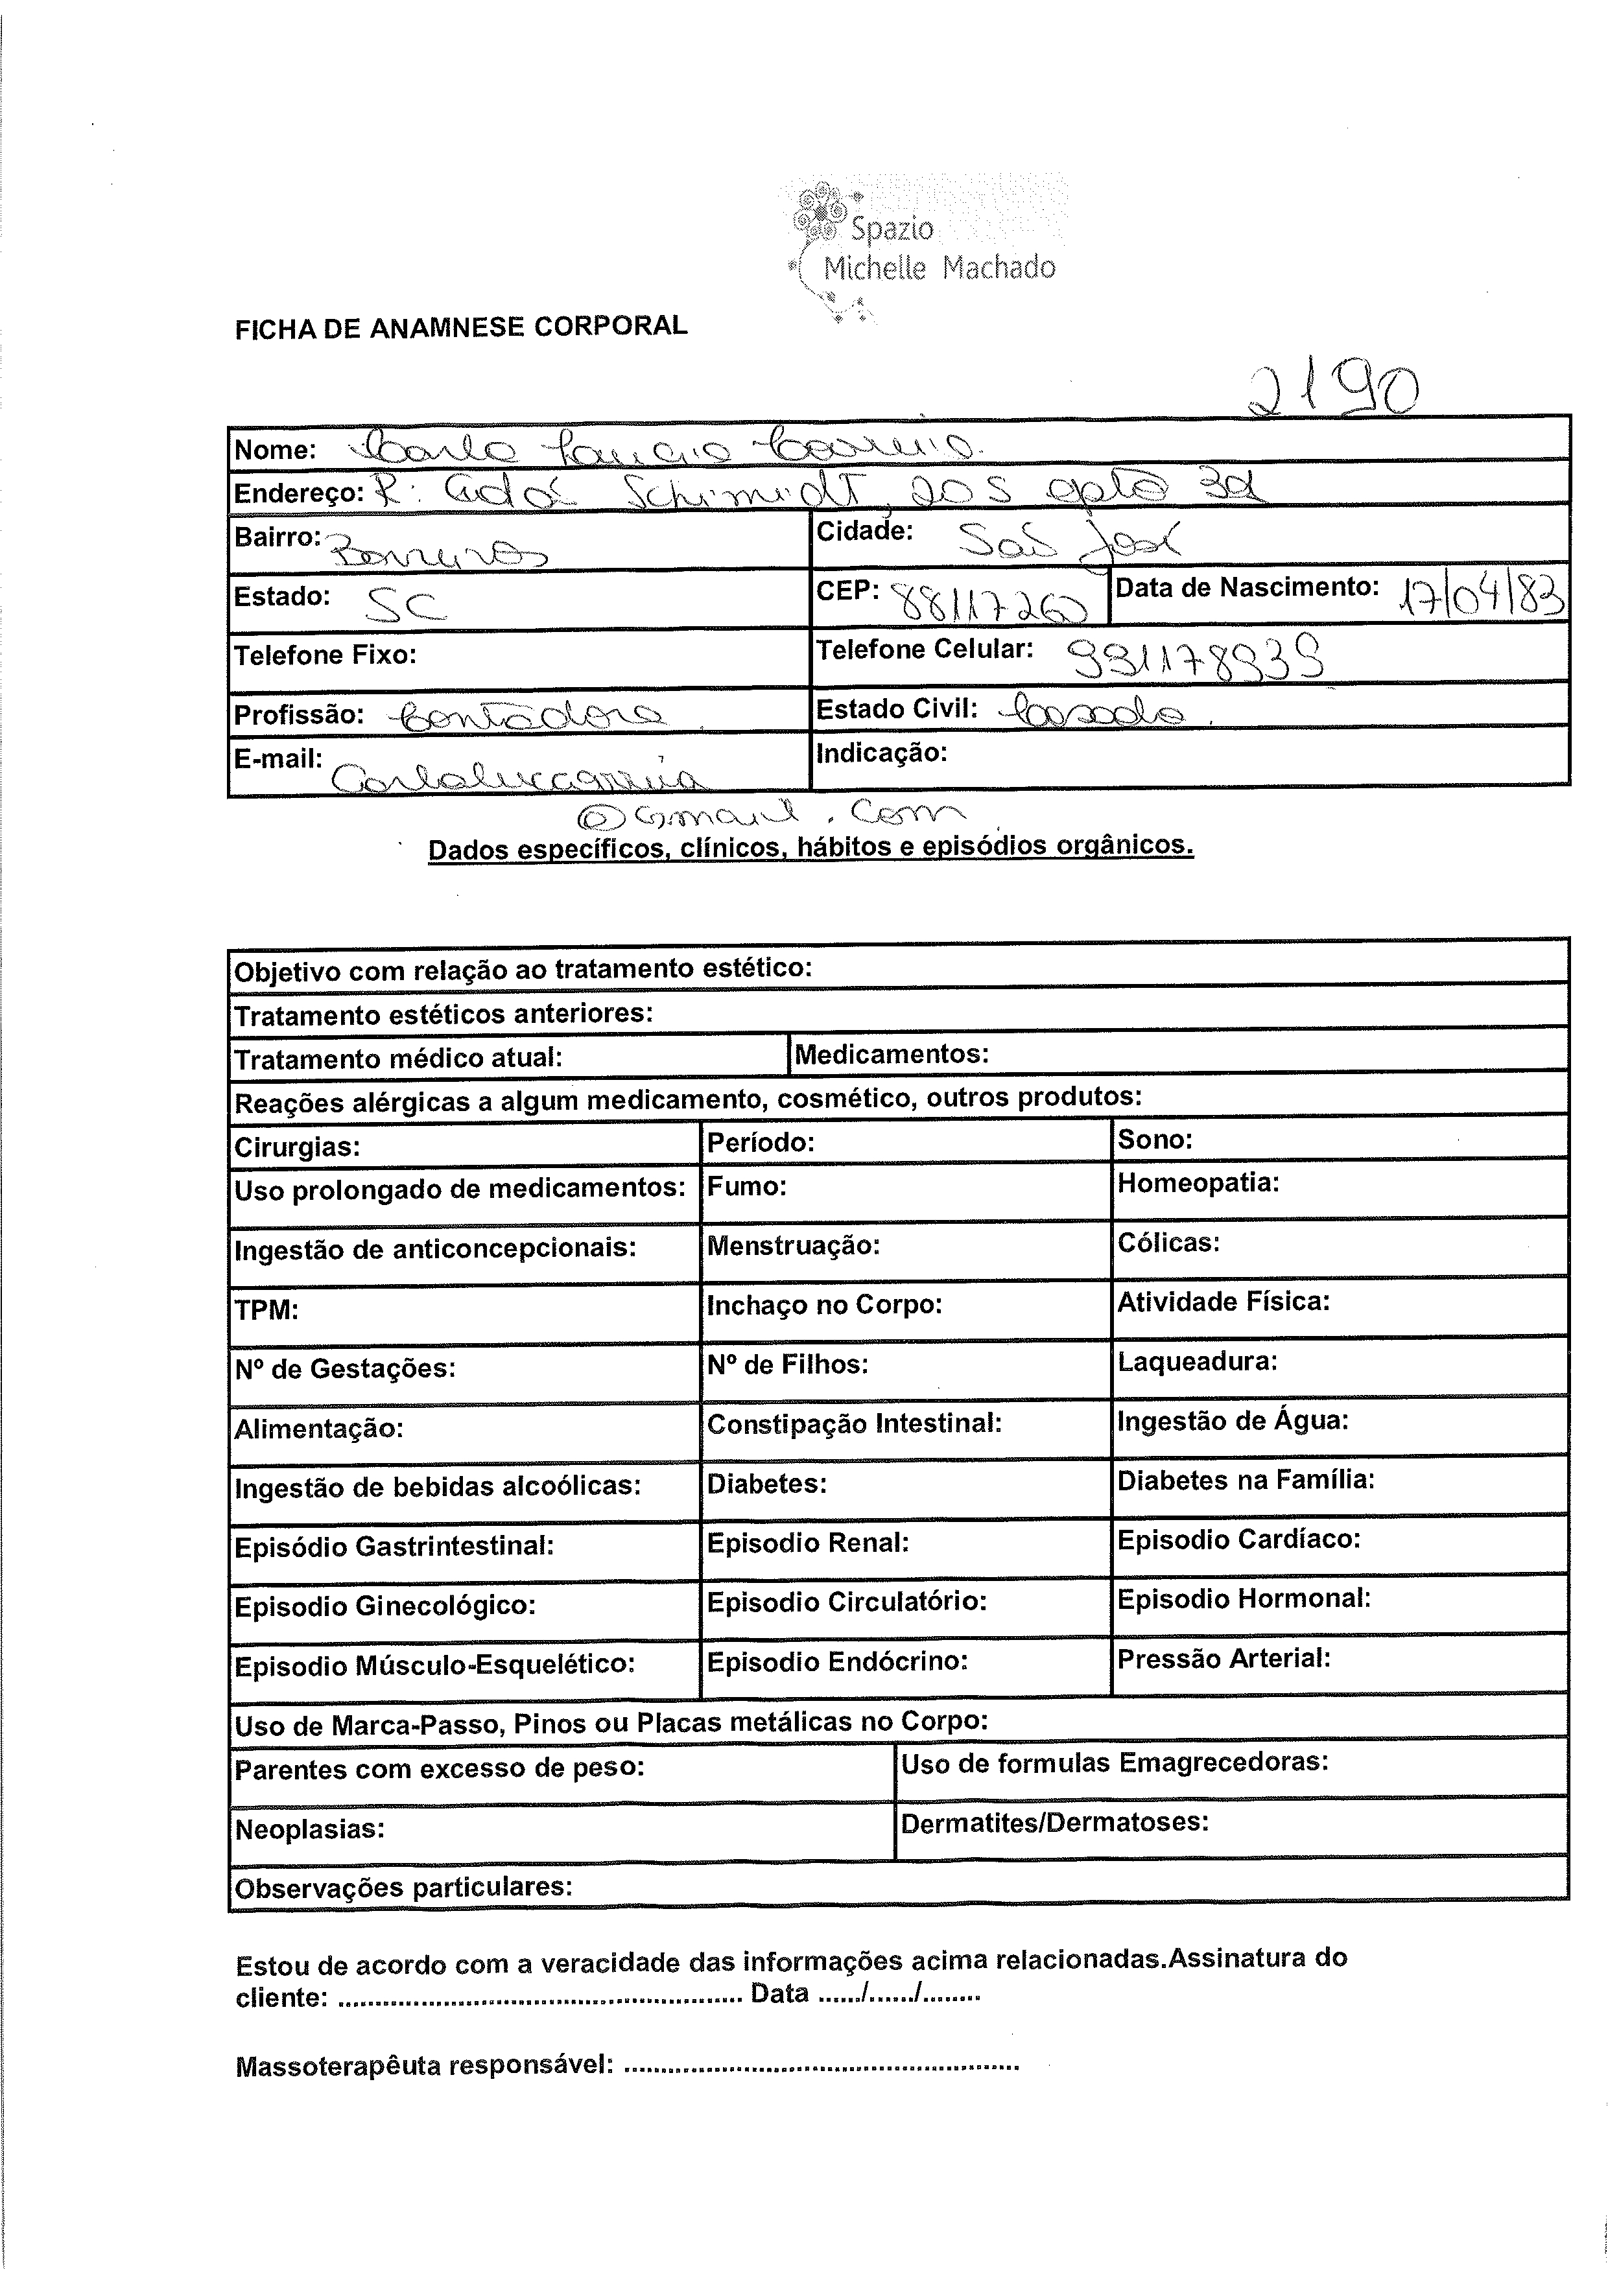 Spazio
Michelle Machado
FICHA DE ANAMNESE CORPORAL
2190
Nome: Carla
Endereço: R: Schimidt, 205 apto
Bairro: Barreiros Cidade: São José
Estado: SC CEP: 88117260 Data de Nascimento: 17/04/83
Telefone Fixo: Telefone Celular: 991178939
Profissão: Contadora. Estado Civil: Casada.
E-mail: Indicação:
@Gmail.com
Dados específicos, clínicos, hábitos e episódios orgânicos.
Objetivo com relação ao tratamento estético:
Tratamento estéticos anteriores:
Tratamento médico atual: Medicamentos:
Reações alérgicas a algum medicamento, cosmético, outros produtos:
Cirurgias: Período: Sono:
Uso prolongado de medicamentos: Fumo: Homeopatia:
Ingestão de anticoncepcionais: Menstruação: Cólicas:
TPM: Inchaço no Corpo: Atividade Física:
Nº de Gestações: Nº de Filhos: Laqueadura:
Alimentação: Constipação Intestinal: Ingestão de Água:
Ingestão de bebidas alcoólicas: Diabetes: Diabetes na Família:
Episódio Gastrintestinal: Episodio Renal: Episodio Cardíaco:
Episodio Ginecológico: Episodio Circulatório: Episodio Hormonal:
Episodio Músculo-Esquelético: Episodio Endócrino: Pressão Arterial:
Uso de Marca-Passo, Pinos ou Placas metálicas no Corpo:
Parentes com excesso de peso: Uso de formulas Emagrecedoras:
Neoplasias: Dermatites/Dermatoses:
Observações particulares:
Estou de acordo com a veracidade das informações acima relacionadas.Assinatura do
cliente: ...................................................... Data ....../....../........
Massoterapêuta responsável: .....................................................